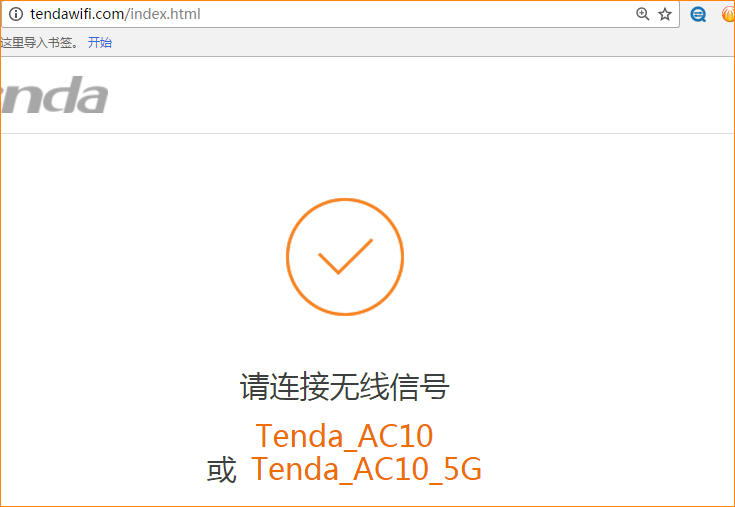 tendawifi.com/index.html
这里导入书签。 开始
请连接无线信号
Tenda_AC10
或 Tenda_AC10_5G